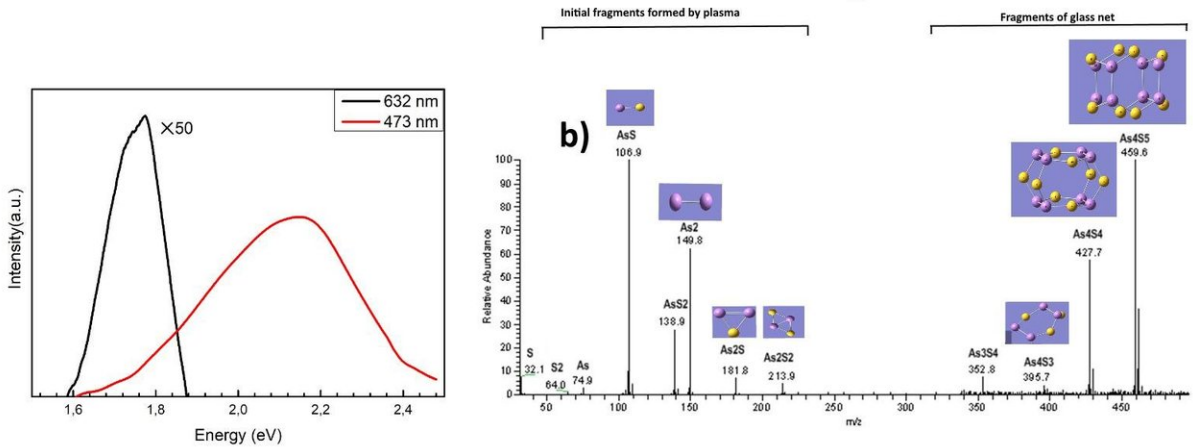 Initial fragments formed by plasma
Fragments of glass net
632 nm
473 nm
×50
Intensity(a.u.)
1,6 1,8 2,0 2,2 2,4
Energy (eV)
b)
Relative Abundance
100
90
80
70
60
50
40
30
20
10
0
AsS
106.9
As2
149.8
AsS2
138.9
As2S
181.8
As2S2
213.9
S
32.1
S2
64.0
As
74.9
As3S4
352.8
As4S3
395.7
As4S4
427.7
As4S5
459.6
50 100 150 200 250 300 350 400 450
m/z